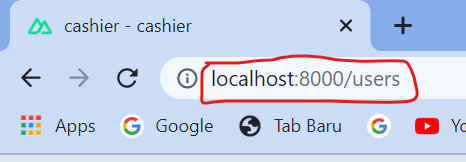 cashier - cashier
localhost:8000/users
Apps Google Tab Baru